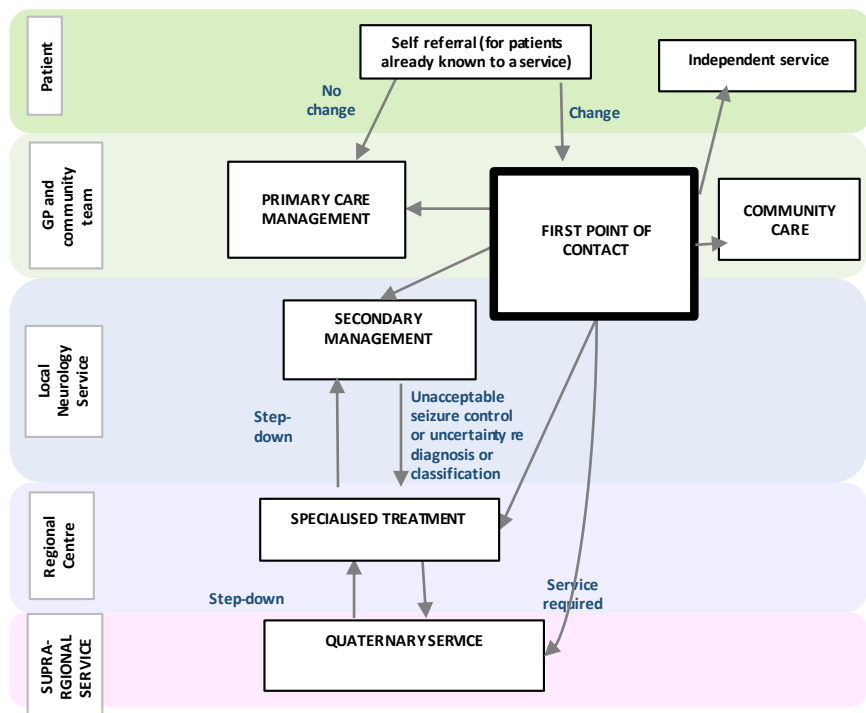 Patient
Self referral (for patients
already known to a service)
Independent service
No
change
Change
GP and
community
team
PRIMARY CARE
MANAGEMENT
FIRST POINT OF
CONTACT
COMMUNITY
CARE
Local
Neurology
Service
SECONDARY
MANAGEMENT
Step-
down
Unacceptable
seizure control
or uncertainty re
diagnosis or
classification
Regional
Centre
SPECIALISED TREATMENT
Step-down
Service
required
SUPRA-
RGIONAL
SERVICE
QUATERNARY SERVICE